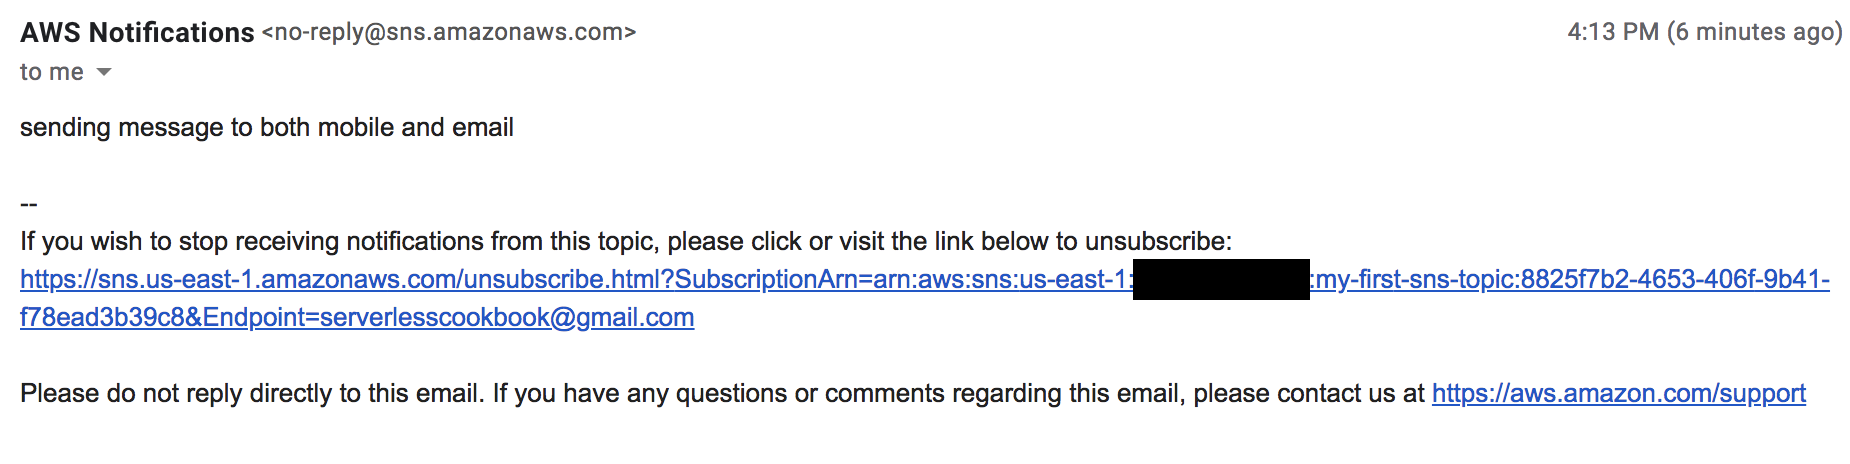 AWS Notifications <no-reply@sns.amazonaws.com> 4:13 PM (6 minutes ago)
to me
sending message to both mobile and email
--
If you wish to stop receiving notifications from this topic, please click or visit the link below to unsubscribe:
https://sns.us-east-1.amazonaws.com/unsubscribe.html?SubscriptionArn=arn:aws:sns:us-east-1: :my-first-sns-topic:8825f7b2-4653-406f-9b41-
f78ead3b39c8&Endpoint=serverlesscookbook@gmail.com
Please do not reply directly to this email. If you have any questions or comments regarding this email, please contact us at https://aws.amazon.com/support